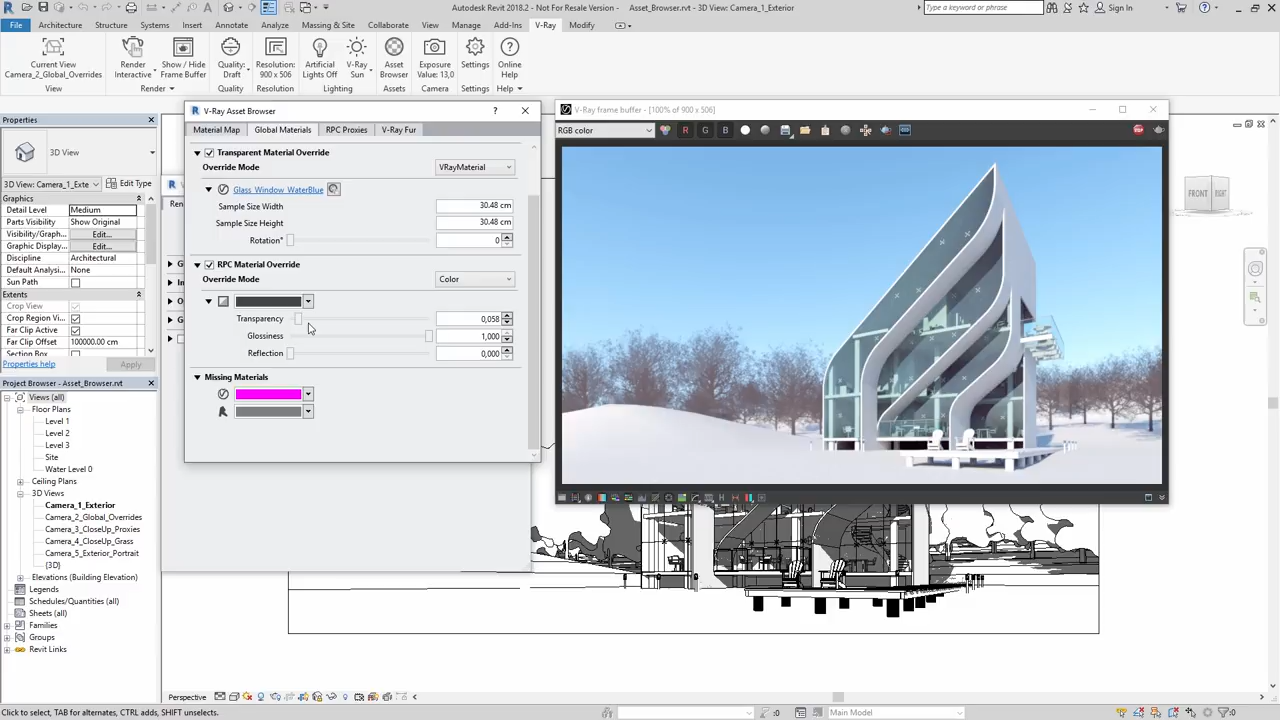 Autodesk Revit 2018.2 - Not For Resale Version - Asset_Browser.rvt - 3D View: Camera_1_Exterior
Type a keyword or phrase
Sign In
File Architecture Structure Systems Insert Annotate Analyze Massing & Site Collaborate View Manage Add-Ins V-Ray Modify
Current View
Camera_2_Global_Overrides
Render
Interactive
Show / Hide
Frame Buffer
Quality:
Draft
Resolution:
900 x 506
Artificial
Lights Off
V-Ray
Sun
Asset
Browser
Exposure
Value: 13,0
Settings
Online
Help
View Render Quality Resolution Lighting Assets Camera Settings Help
Properties
3D View
3D View: Camera_1_Exte Edit Type
Graphics
Detail Level Medium
Parts Visibility Show Original
Visibility/Graph... Edit...
Graphic Display... Edit...
Discipline Architectural
Default Analysi... None
Sun Path
Extents
Crop View
Crop Region Vis...
Far Clip Active
Far Clip Offset 100000.00 cm
Section Box
Properties help Apply
Project Browser - Asset_Browser.rvt
Views (all)
Floor Plans
Level 1
Level 2
Level 3
Site
Water Level 0
Ceiling Plans
3D Views
Camera_1_Exterior
Camera_2_Global_Overrides
Camera_3_CloseUp_Proxies
Camera_4_CloseUp_Grass
Camera_5_Exterior_Portrait
{3D}
Elevations (Building Elevation)
Legends
Schedules/Quantities (all)
Sheets (all)
Families
Groups
Revit Links
V-Ray Asset Browser
Material Map Global Materials RPC Proxies V-Ray Fur
Transparent Material Override
Override Mode VRayMaterial
Glass_Window_WaterBlue
Sample Size Width 30.48 cm
Sample Size Height 30.48 cm
Rotation* 0
RPC Material Override
Override Mode Color
Transparency 0,058
Glossiness 1,000
Reflection 0,000
Missing Materials
V-Ray frame buffer - [100% of 900 x 506]
RGB color R G B
FRONT RIGHT
Perspective
Click to select, TAB for alternates, CTRL adds, SHIFT unselects.
:0
Main Model
:0